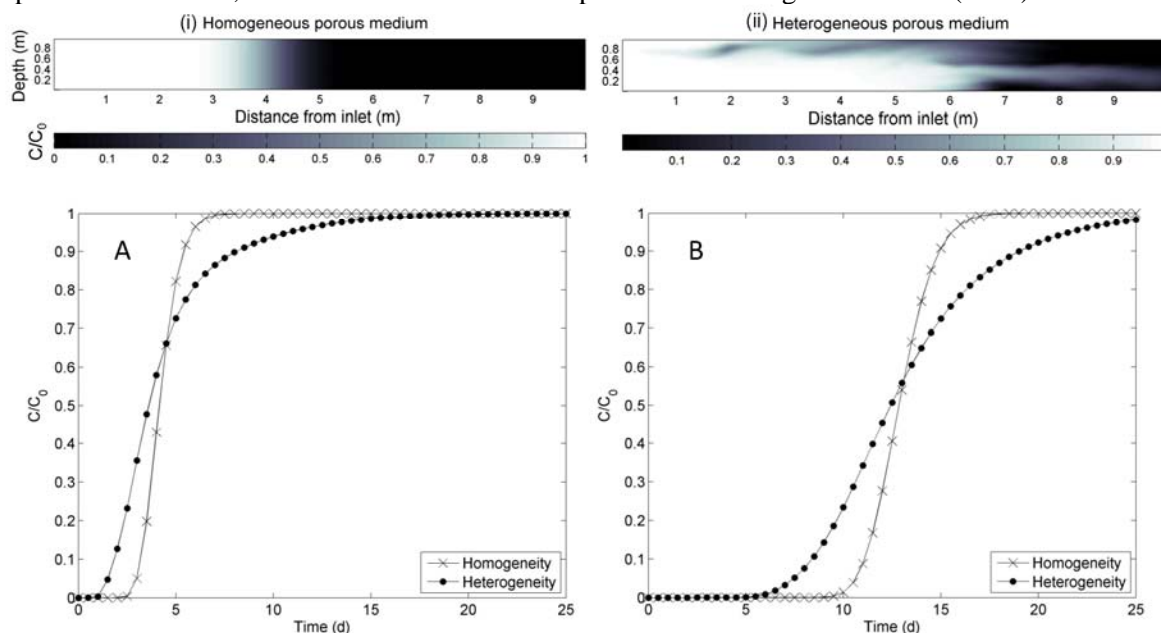 (i) Homogeneous porous medium
Depth (m)
0.8
0.6
0.4
0.2
1 2 3 4 5 6 7 8 9
Distance from inlet (m)
C/C0
0 0.1 0.2 0.3 0.4 0.5 0.6 0.7 0.8 0.9 1
(ii) Heterogeneous porous medium
0.8
0.6
0.4
0.2
1 2 3 4 5 6 7 8 9
Distance from inlet (m)
0.1 0.2 0.3 0.4 0.5 0.6 0.7 0.8 0.9
A
C/C0
1
0.9
0.8
0.7
0.6
0.5
0.4
0.3
0.2
0.1
0
0 5 10 15 20 25
Time (d)
Homogeneity
Heterogeneity
B
C/C0
1
0.9
0.8
0.7
0.6
0.5
0.4
0.3
0.2
0.1
0
0 5 10 15 20 25
Time (d)
Homogeneity
Heterogeneity